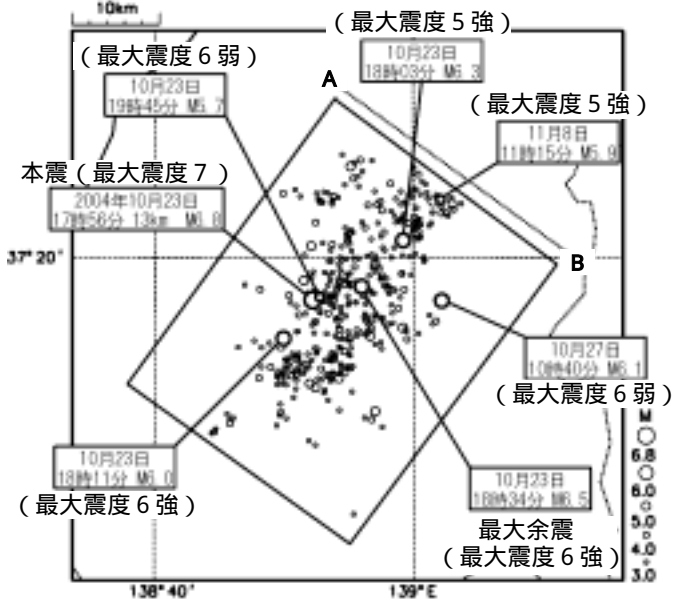 10km
（最大震度５強）
10月23日
18時03分 M6.3
（最大震度６弱）
10月23日
19時45分 M5.7
A
（最大震度５強）
11月8日
11時15分 M5.9
本震（最大震度７）
2004年10月23日
17時56分 13km M6.8
37°20'
B
10月27日
10時40分 M6.1
（最大震度６弱）
10月23日
18時11分 M6.0
（最大震度６強）
10月23日
18時34分 M6.5
最大余震
（最大震度６強）
M
6.8
6.0
5.0
4.0
3.0
138°40'
139°E